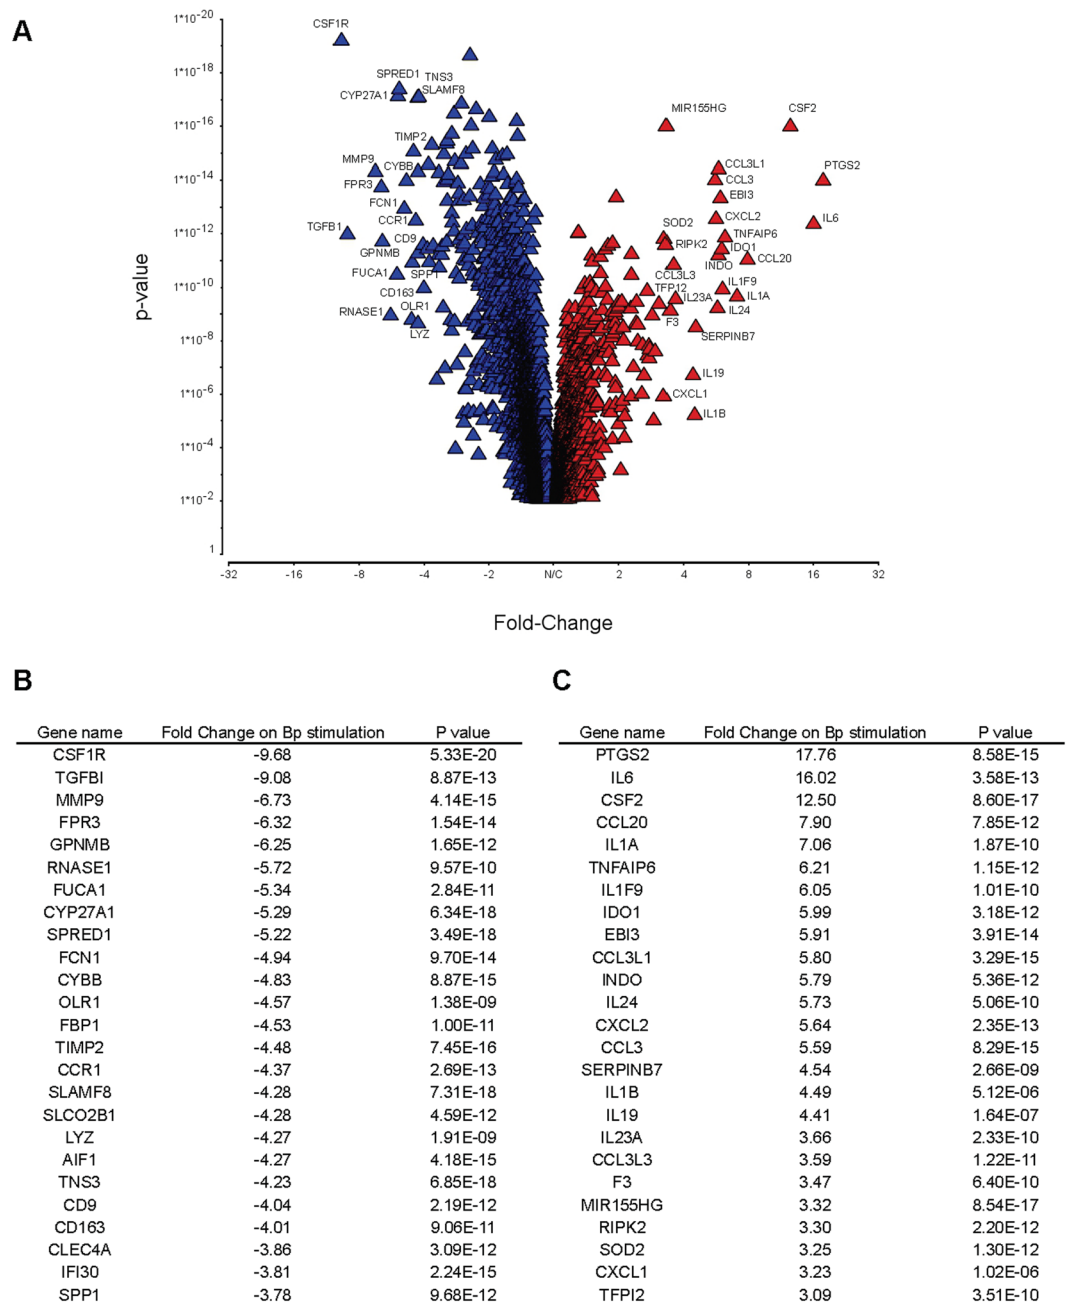 A
1*10-20
1*10-18
1*10-16
1*10-14
1*10-12
1*10-10
1*10-8
1*10-6
1*10-4
1*10-2
1
p-value
CSF1R
SPRED1
TNS3
CYP27A1
SLAMF8
TIMP2
MMP9
CYBB
FPR3
FCN1
CCR1
TGFB1
CD9
GPNMB
FUCA1
SPP1
CD163
RNASE1
OLR1
LYZ
MIR155HG
CSF2
CCL3L1
PTGS2
CCL3
EBI3
CXCL2
IL6
SOD2
TNFAIP6
RIPK2
IDO1
INDO
CCL20
CCL3L3
TFP12
IL1F9
IL23A
IL1A
F3
IL24
SERPINB7
IL19
CXCL1
IL1B
-32 -16 -8 -4 -2 N/C 2 4 8 16 32
Fold-Change
B
Gene name Fold Change on Bp stimulation P value
CSF1R -9.68 5.33E-20
TGFBI -9.08 8.87E-13
MMP9 -6.73 4.14E-15
FPR3 -6.32 1.54E-14
GPNMB -6.25 1.65E-12
RNASE1 -5.72 9.57E-10
FUCA1 -5.34 2.84E-11
CYP27A1 -5.29 6.34E-18
SPRED1 -5.22 3.49E-18
FCN1 -4.94 9.70E-14
CYBB -4.83 8.87E-15
OLR1 -4.57 1.38E-09
FBP1 -4.53 1.00E-11
TIMP2 -4.48 7.45E-16
CCR1 -4.37 2.69E-13
SLAMF8 -4.28 7.31E-18
SLCO2B1 -4.28 4.59E-12
LYZ -4.27 1.91E-09
AIF1 -4.27 4.18E-15
TNS3 -4.23 6.85E-18
CD9 -4.04 2.19E-12
CD163 -4.01 9.06E-11
CLEC4A -3.86 3.09E-12
IFI30 -3.81 2.24E-15
SPP1 -3.78 9.68E-12
C
Gene name Fold Change on Bp stimulation P value
PTGS2 17.76 8.58E-15
IL6 16.02 3.58E-13
CSF2 12.50 8.60E-17
CCL20 7.90 7.85E-12
IL1A 7.06 1.87E-10
TNFAIP6 6.21 1.15E-12
IL1F9 6.05 1.01E-10
IDO1 5.99 3.18E-12
EBI3 5.91 3.91E-14
CCL3L1 5.80 3.29E-15
INDO 5.79 5.36E-12
IL24 5.73 5.06E-10
CXCL2 5.64 2.35E-13
CCL3 5.59 8.29E-15
SERPINB7 4.54 2.66E-09
IL1B 4.49 5.12E-06
IL19 4.41 1.64E-07
IL23A 3.66 2.33E-10
CCL3L3 3.59 1.22E-11
F3 3.47 6.40E-10
MIR155HG 3.32 8.54E-17
RIPK2 3.30 2.20E-12
SOD2 3.25 1.30E-12
CXCL1 3.23 1.02E-06
TFPI2 3.09 3.51E-10